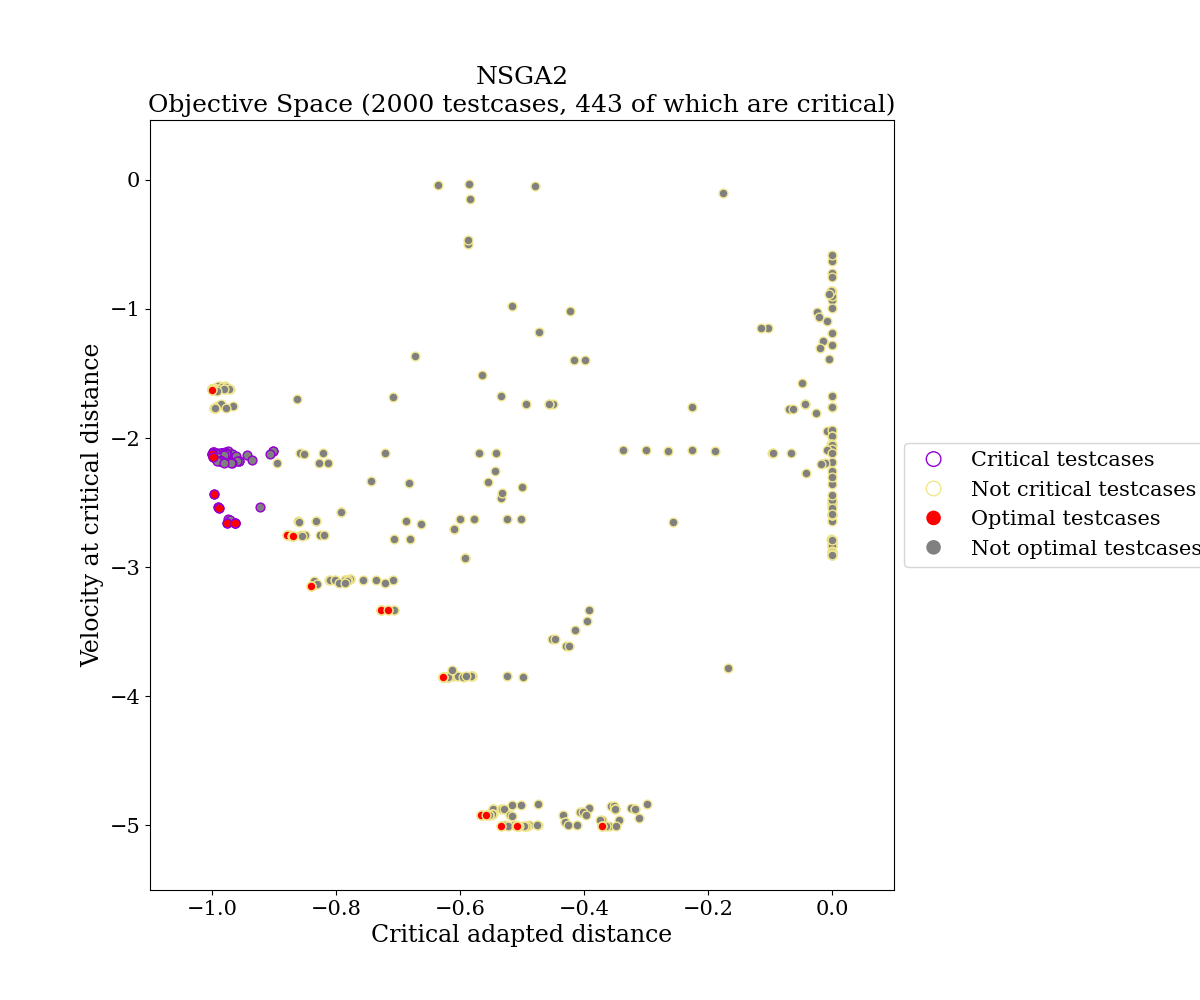 NSGA2
Objective Space (2000 testcases, 443 of which are critical)
Velocity at critical distance
0
−1
−2
−3
−4
−5
−1.0
−0.8
−0.6
−0.4
−0.2
0.0
Critical adapted distance
Critical testcases
Not critical testcases
Optimal testcases
Not optimal testcases